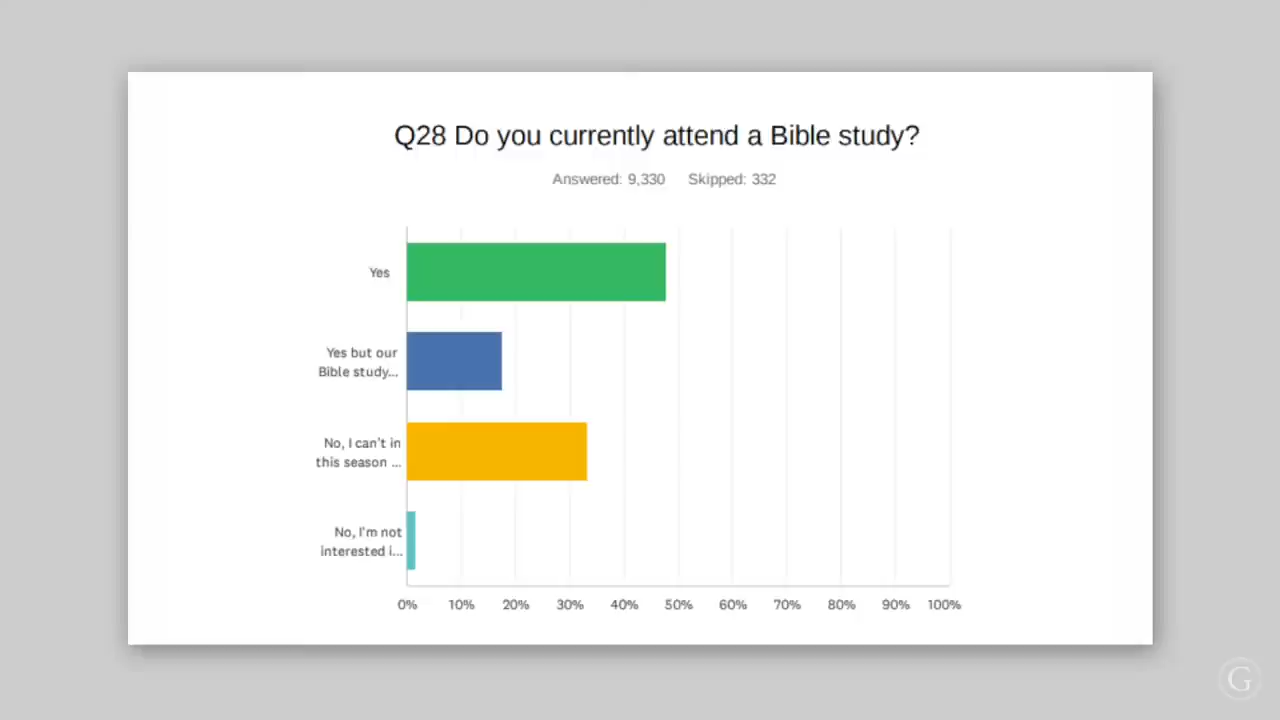 Q28 Do you currently attend a Bible study?
Answered: 9,330 Skipped: 332
Yes
Yes but our
Bible study...
No, I can't in
this season ...
No, I'm not
interested i...
0% 10% 20% 30% 40% 50% 60% 70% 80% 90% 100%
G